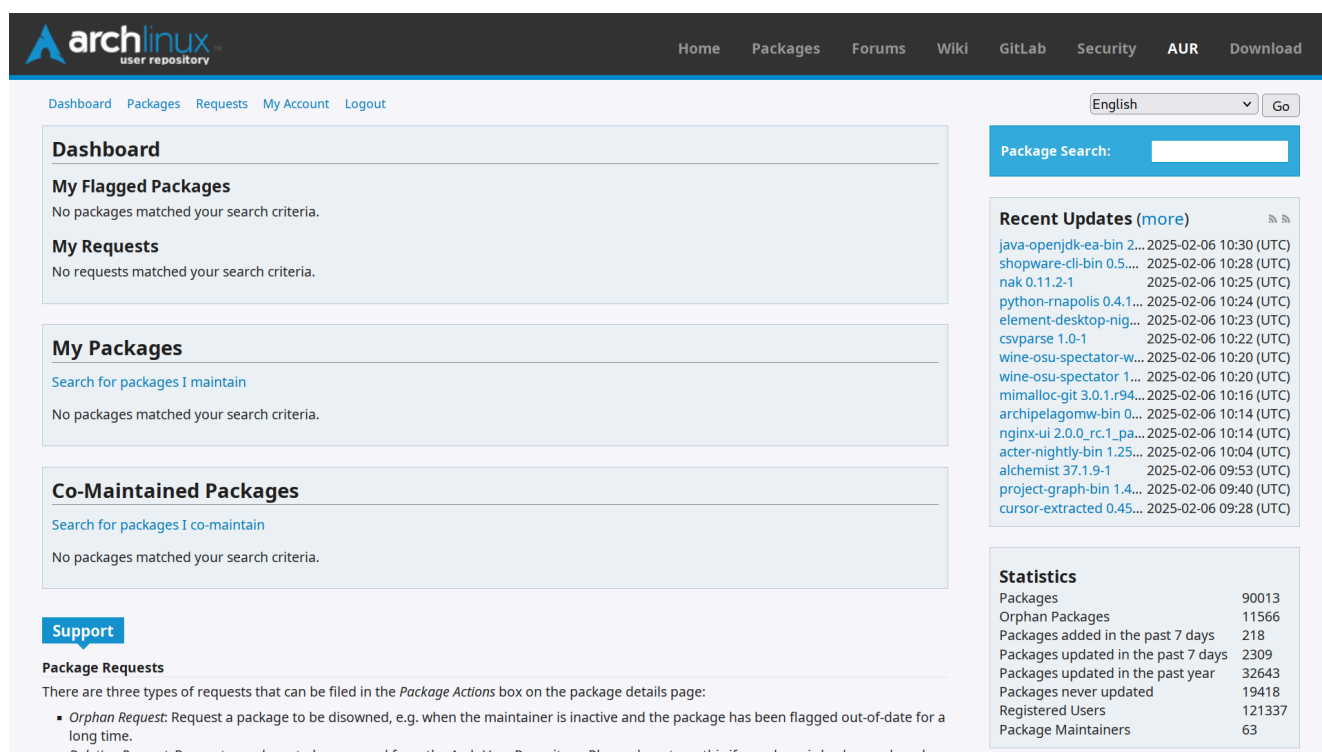 archlinux™
user repository
Home Packages Forums Wiki GitLab Security AUR Download
Dashboard Packages Requests My Account Logout
English Go
Dashboard
My Flagged Packages
No packages matched your search criteria.
My Requests
No requests matched your search criteria.
My Packages
Search for packages I maintain
No packages matched your search criteria.
Co-Maintained Packages
Search for packages I co-maintain
No packages matched your search criteria.
Support
Package Requests
There are three types of requests that can be filed in the Package Actions box on the package details page:
▪ Orphan Request: Request a package to be disowned, e.g. when the maintainer is inactive and the package has been flagged out-of-date for a
long time.
Package Search:
Recent Updates (more)
java-openjdk-ea-bin 2... 2025-02-06 10:30 (UTC)
shopware-cli-bin 0.5.... 2025-02-06 10:28 (UTC)
nak 0.11.2-1 2025-02-06 10:25 (UTC)
python-rnapolis 0.4.1... 2025-02-06 10:24 (UTC)
element-desktop-nig... 2025-02-06 10:23 (UTC)
csvparse 1.0-1 2025-02-06 10:22 (UTC)
wine-osu-spectator-w... 2025-02-06 10:20 (UTC)
wine-osu-spectator 1... 2025-02-06 10:20 (UTC)
mimalloc-git 3.0.1.r94... 2025-02-06 10:16 (UTC)
archipelagomw-bin 0... 2025-02-06 10:14 (UTC)
nginx-ui 2.0.0_rc.1_pa... 2025-02-06 10:14 (UTC)
acter-nightly-bin 1.25... 2025-02-06 10:04 (UTC)
alchemist 37.1.9-1 2025-02-06 09:53 (UTC)
project-graph-bin 1.4... 2025-02-06 09:40 (UTC)
cursor-extracted 0.45... 2025-02-06 09:28 (UTC)
Statistics
Packages 90013
Orphan Packages 11566
Packages added in the past 7 days 218
Packages updated in the past 7 days 2309
Packages updated in the past year 32643
Packages never updated 19418
Registered Users 121337
Package Maintainers 63